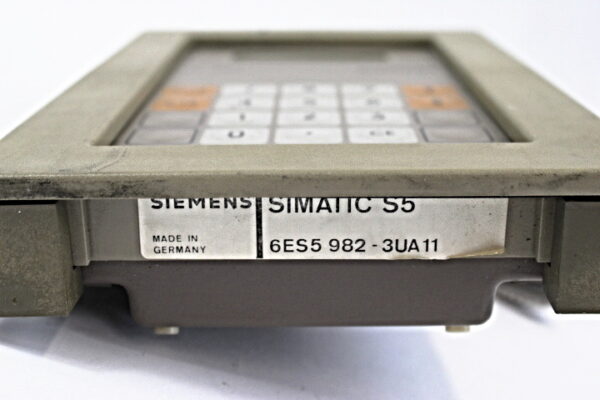 SIEMENS
MADE IN
GERMANY
SIMATIC S5
6ES5 982-3UA11